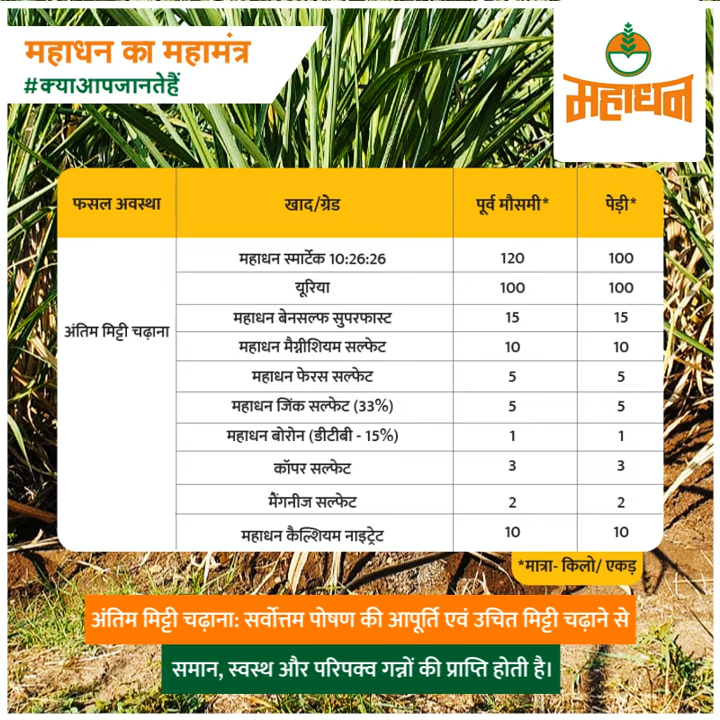 महाधन का महामंत्र
#क्याआपजानतेहैं
महाधन
फसल अवस्था खाद/ग्रेड पूर्व मौसमी* पेड़ी*
महाधन स्मार्टेक 10:26:26 120 100
यूरिया 100 100
महाधन बेनसल्फ सुपरफास्ट 15 15
अंतिम मिट्टी चढ़ाना
महाधन मैग्नीशियम सल्फेट 10 10
महाधन फेरस सल्फेट 5 5
महाधन जिंक सल्फेट (33%) 5 5
महाधन बोरोन (डीटीबी - 15%) 1 1
कॉपर सल्फेट 3 3
मैंगनीज सल्फेट 2 2
महाधन कैल्शियम नाइट्रेट 10 10
*मात्रा- किलो/ एकड़
अंतिम मिट्टी चढ़ाना: सर्वोत्तम पोषण की आपूर्ति एवं उचित मिट्टी चढ़ाने से
समान, स्वस्थ और परिपक्व गन्नों की प्राप्ति होती है।